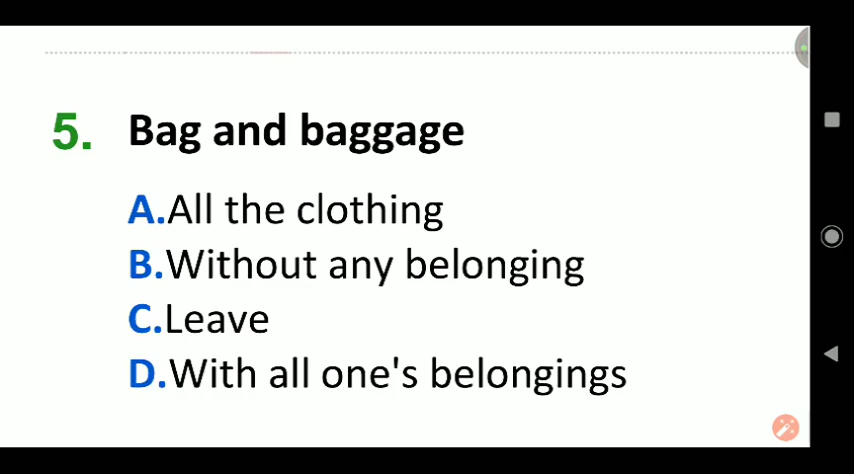 5. Bag and baggage
A.All the clothing
B.Without any belonging
C.Leave
D.With all one's belongings